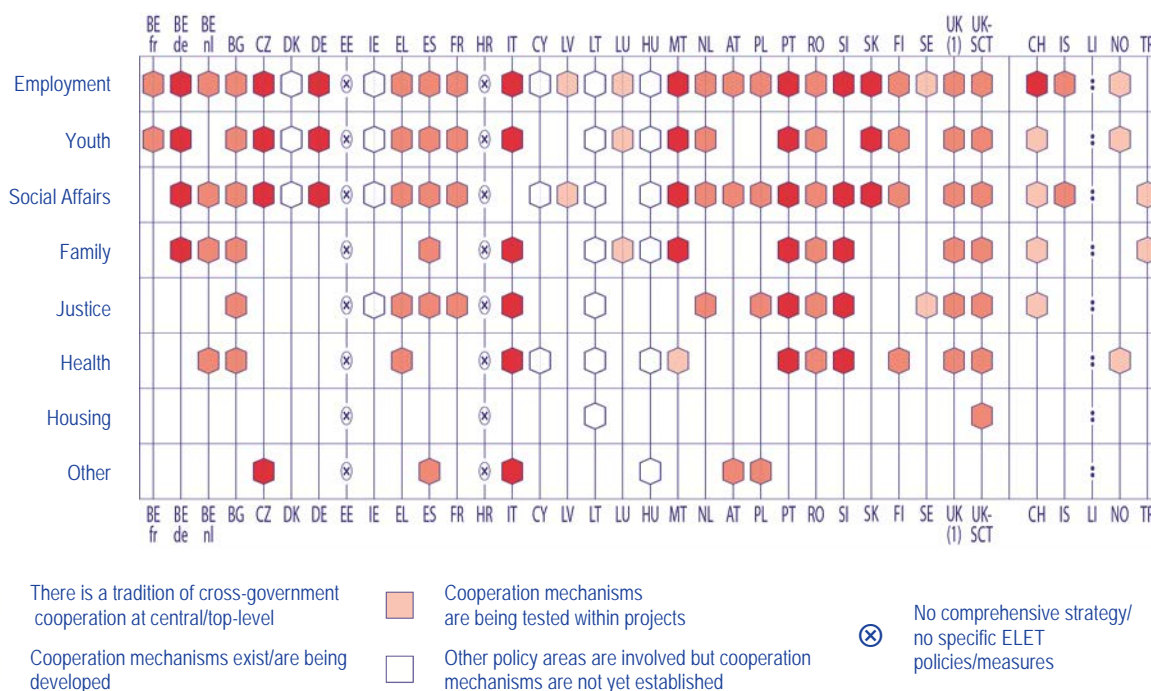 BE BE BE UK UK-
fr de nl BG CZ DK DE EE IE EL ES FR HR IT CY LV LT LU HU MT NL AT PL PT RO SI SK FI SE (1) SCT CH IS LI NO TR
Employment
Youth
Social Affairs
Family
Justice
Health
Housing
Other
BE BE BE BG CZ DK DE EE IE EL ES FR HR IT CY LV LT LU HU MT NL AT PL PT RO SI SK FI SE UK UK- CH IS LI NO TR
fr de nl (1) SCT
There is a tradition of cross-government
cooperation at central/top-level
Cooperation mechanisms exist/are being
developed
Cooperation mechanisms
are being tested within projects
Other policy areas are involved but cooperation
mechanisms are not yet established
No comprehensive strategy/
no specific ELET
policies/measures